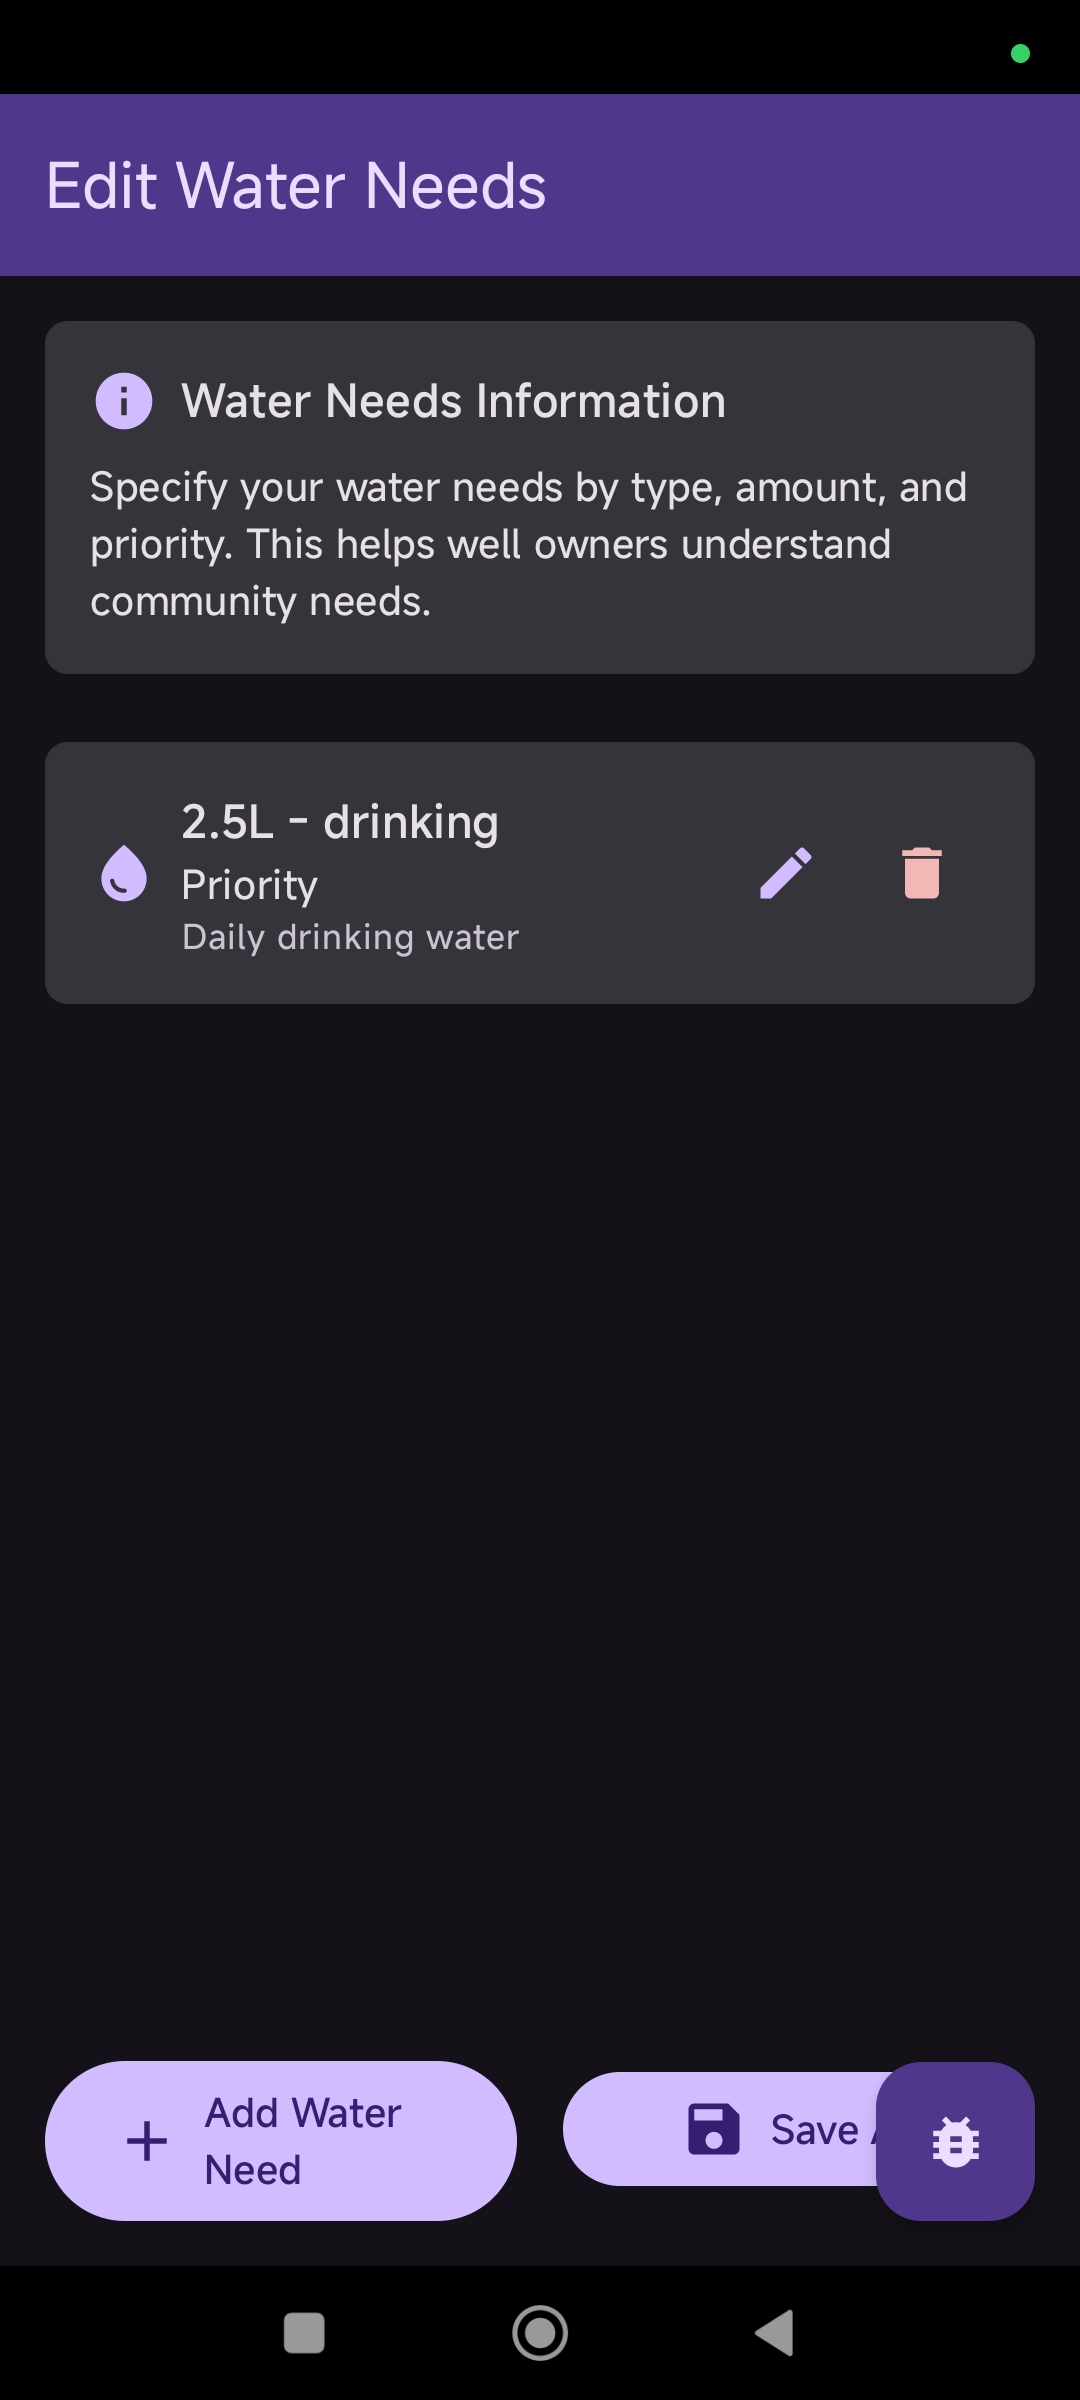 Edit Water Needs
Water Needs Information
Specify your water needs by type, amount, and
priority. This helps well owners understand
community needs.
2.5L - drinking
Priority
Daily drinking water
Add Water
Need
Save